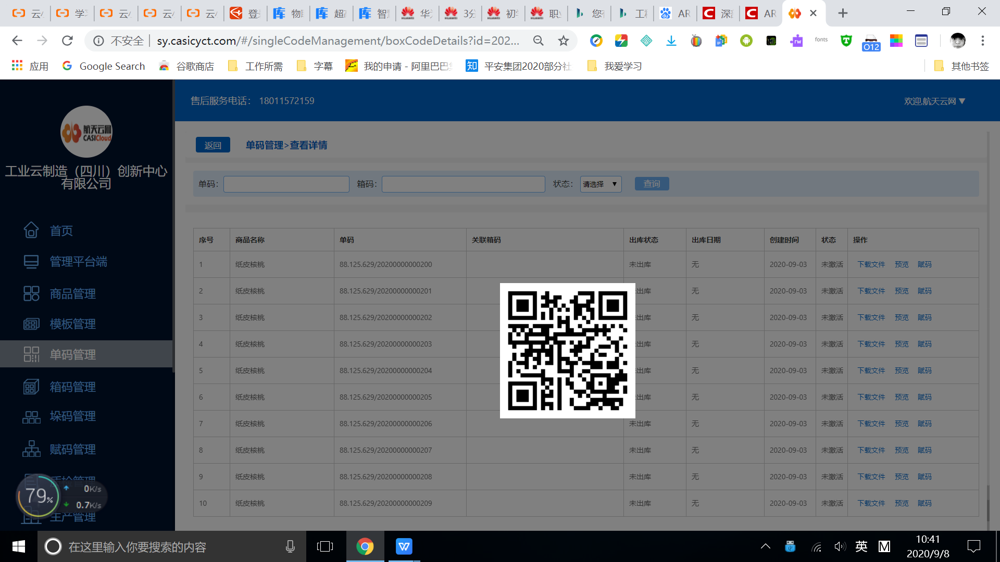 云 学 云 云 云 登 物 超 智 华 3分 初 职 您 工 AR 深 AR
不安全 sy.casicyct.com/#/singleCodeManagement/boxCodeDetails?id=202... fonts O12
应用 Google Search 谷歌商店 工作所需 字幕 我的申请 - 阿里巴巴 知 平安集团2020部分社 我爱学习 其他书签
售后服务电话： 18011572159 欢迎,航天云网▼
航天云网
CASICloud
工业云制造（四川）创新中心
有限公司
返回 单码管理>查看详情
单码： 箱码： 状态： 请选择 ▼ 查询
首页
管理平台端
商品管理
模板管理
单码管理
箱码管理
垛码管理
赋码管理
质检管理
生产管理
序号 商品名称 单码 关联箱码 出库状态 出库日期 创建时间 状态 操作
1 纸皮核桃 88.125.629/20200000000200 未出库 无 2020-09-03 未激活 下载文件 预览 赋码
2 纸皮核桃 88.125.629/20200000000201 出库 无 2020-09-03 未激活 下载文件 预览 赋码
3 纸皮核桃 88.125.629/20200000000202 出库 无 2020-09-03 未激活 下载文件 预览 赋码
4 纸皮核桃 88.125.629/20200000000203 出库 无 2020-09-03 未激活 下载文件 预览 赋码
5 纸皮核桃 88.125.629/20200000000204 出库 无 2020-09-03 未激活 下载文件 预览 赋码
6 纸皮核桃 88.125.629/20200000000205 出库 无 2020-09-03 未激活 下载文件 预览 赋码
7 纸皮核桃 88.125.629/20200000000206 未出库 无 2020-09-03 未激活 下载文件 预览 赋码
8 纸皮核桃 88.125.629/20200000000207 未出库 无 2020-09-03 未激活 下载文件 预览 赋码
9 纸皮核桃 88.125.629/20200000000208 未出库 无 2020-09-03 未激活 下载文件 预览 赋码
10 纸皮核桃 88.125.629/20200000000209 未出库 无 2020-09-03 未激活 下载文件 预览 赋码
79% 0K/s
0.7K/s
在这里输入你要搜索的内容 英 M 10:41
2020/9/8